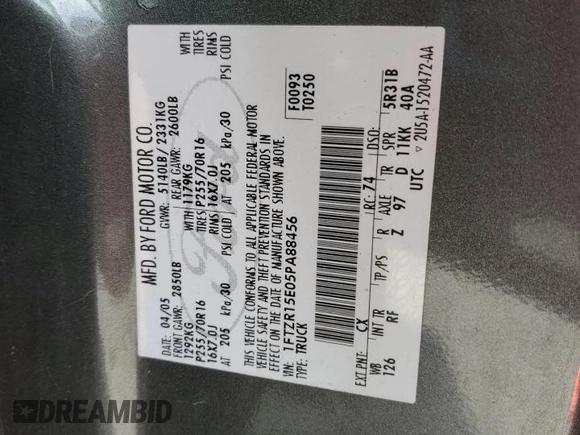 MFD. BY FORD MOTOR CO.
DATE: 04/05 GVWR: 5140LB/ 2331KG
FRONT GAWR: 2850LB REAR GAWR: 2600LB
1292KG WITH 1179KG WITH
P255/70R16 TIRES P255/70R16 TIRES
16X7.0J RIMS 16X7.0J RIMS
AT 205 kPa/30 PSI COLD AT 205 kPa/30 PSI COLD
THIS VEHICLE CONFORMS TO ALL APPLICABLE FEDERAL MOTOR
VEHICLE SAFETY AND THEFT PREVENTION STANDARDS IN
EFFECT ON THE DATE OF MANUFACTURE SHOWN ABOVE.
VIN: 1FTZR15E05PA88456 F0093
TYPE: TRUCK T0250
Ford
EXT PNT: CX RC: 74 DSO:
WB INT TR TP/PS R AXLE TR SPR 5R31B
126 RF Z 97 D 11KK 40A
UTC ▽ 2U5A-1520472-AA
DREAMBID